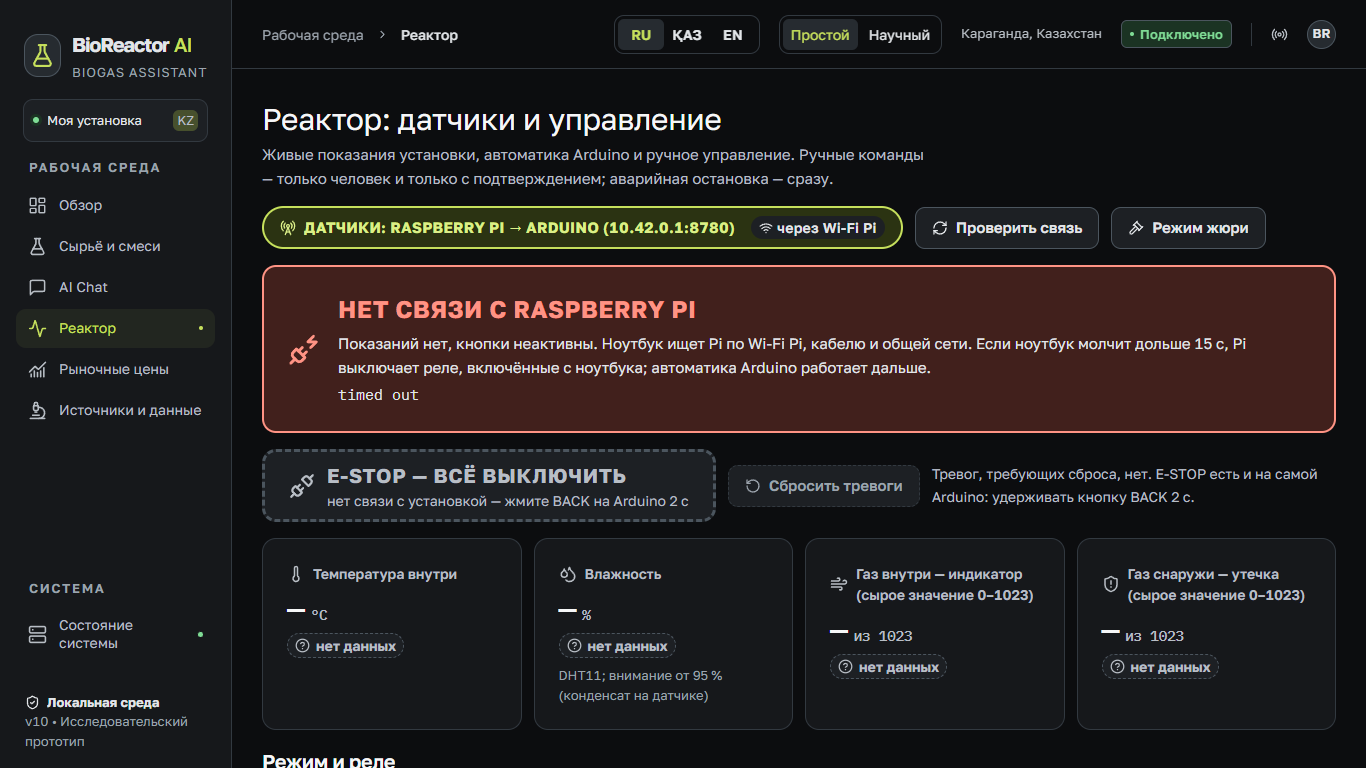 BioReactor AI
BIOGAS ASSISTANT
Моя установка KZ
РАБОЧАЯ СРЕДА
Обзор
Сырьё и смеси
AI Chat
Реактор
Рыночные цены
Источники и данные
СИСТЕМА
Состояние
системы
Локальная среда
v10 • Исследовательский
прототип
Рабочая среда > Реактор
RU ҚАЗ EN
Простой Научный
Караганда, Казахстан
• Подключено
BR
Реактор: датчики и управление
Живые показания установки, автоматика Arduino и ручное управление. Ручные команды
— только человек и только с подтверждением; аварийная остановка — сразу.
ДАТЧИКИ: RASPBERRY PI → ARDUINO (10.42.0.1:8780) через Wi-Fi Pi
Проверить связь
Режим жюри
НЕТ СВЯЗИ С RASPBERRY PI
Показаний нет, кнопки неактивны. Ноутбук ищет Pi по Wi-Fi Pi, кабелю и общей сети. Если ноутбук молчит дольше 15 с, Pi
выключает реле, включённые с ноутбука; автоматика Arduino работает дальше.
timed out
E-STOP — ВСЁ ВЫКЛЮЧИТЬ
нет связи с установкой — жмите BACK на Arduino 2 с
Сбросить тревоги
Тревог, требующих сброса, нет. E-STOP есть и на самой
Arduino: удерживать кнопку BACK 2 с.
Температура внутри
— °C
нет данных
Влажность
— %
нет данных
DHT11; внимание от 95 %
(конденсат на датчике)
Газ внутри — индикатор
(сырое значение 0–1023)
— из 1023
нет данных
Газ снаружи — утечка
(сырое значение 0–1023)
— из 1023
нет данных
Режим и реле